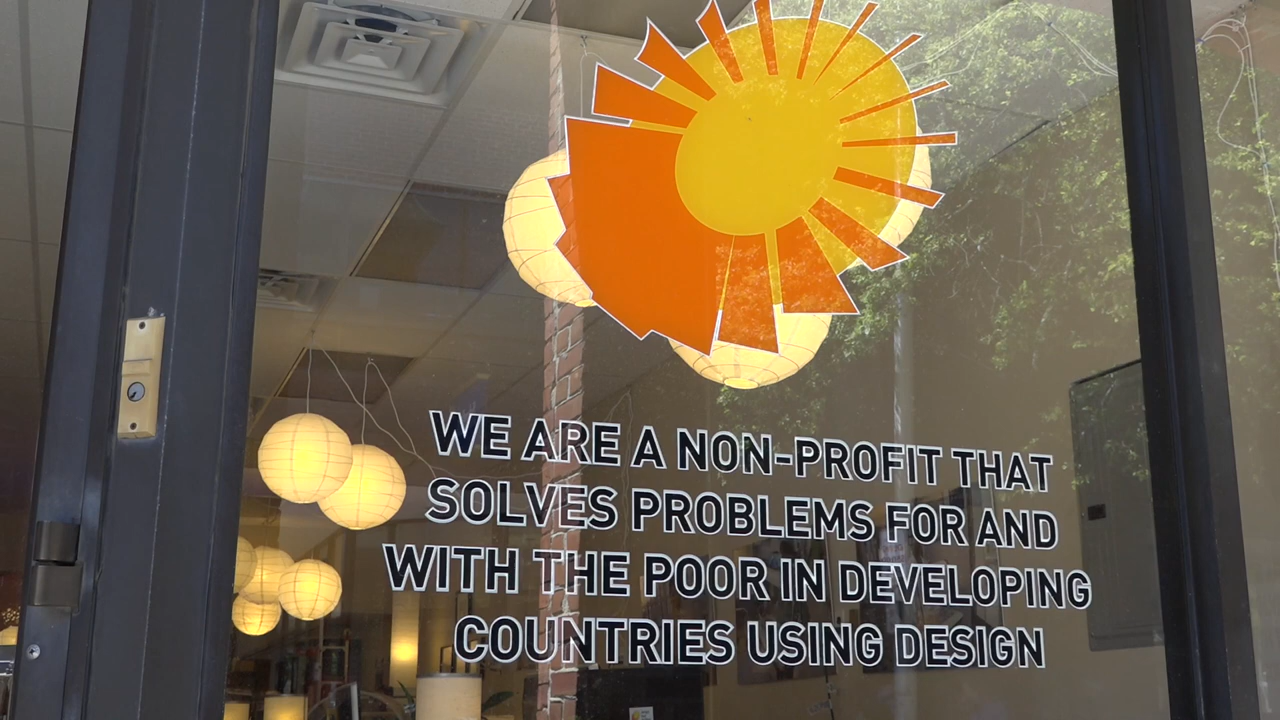 WE ARE A NON-PROFIT THAT
SOLVES PROBLEMS FOR AND
WITH THE POOR IN DEVELOPING
COUNTRIES USING DESIGN